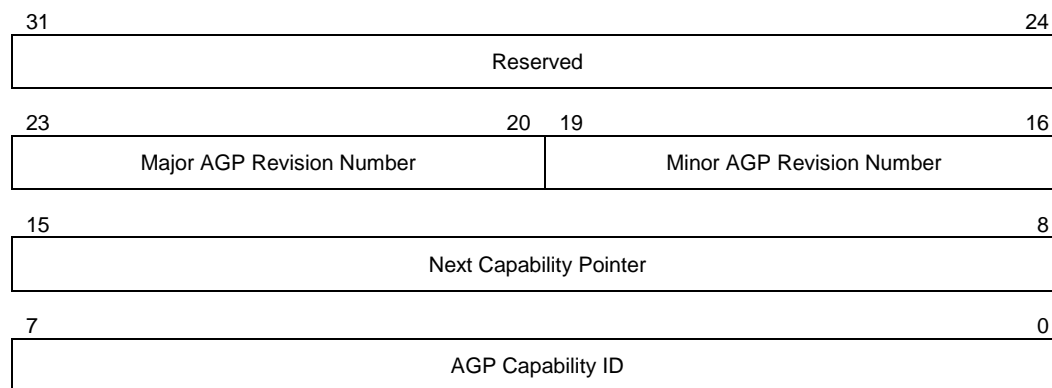 31 24
Reserved
23 20 19 16
Major AGP Revision Number Minor AGP Revision Number
15 8
Next Capability Pointer
7 0
AGP Capability ID